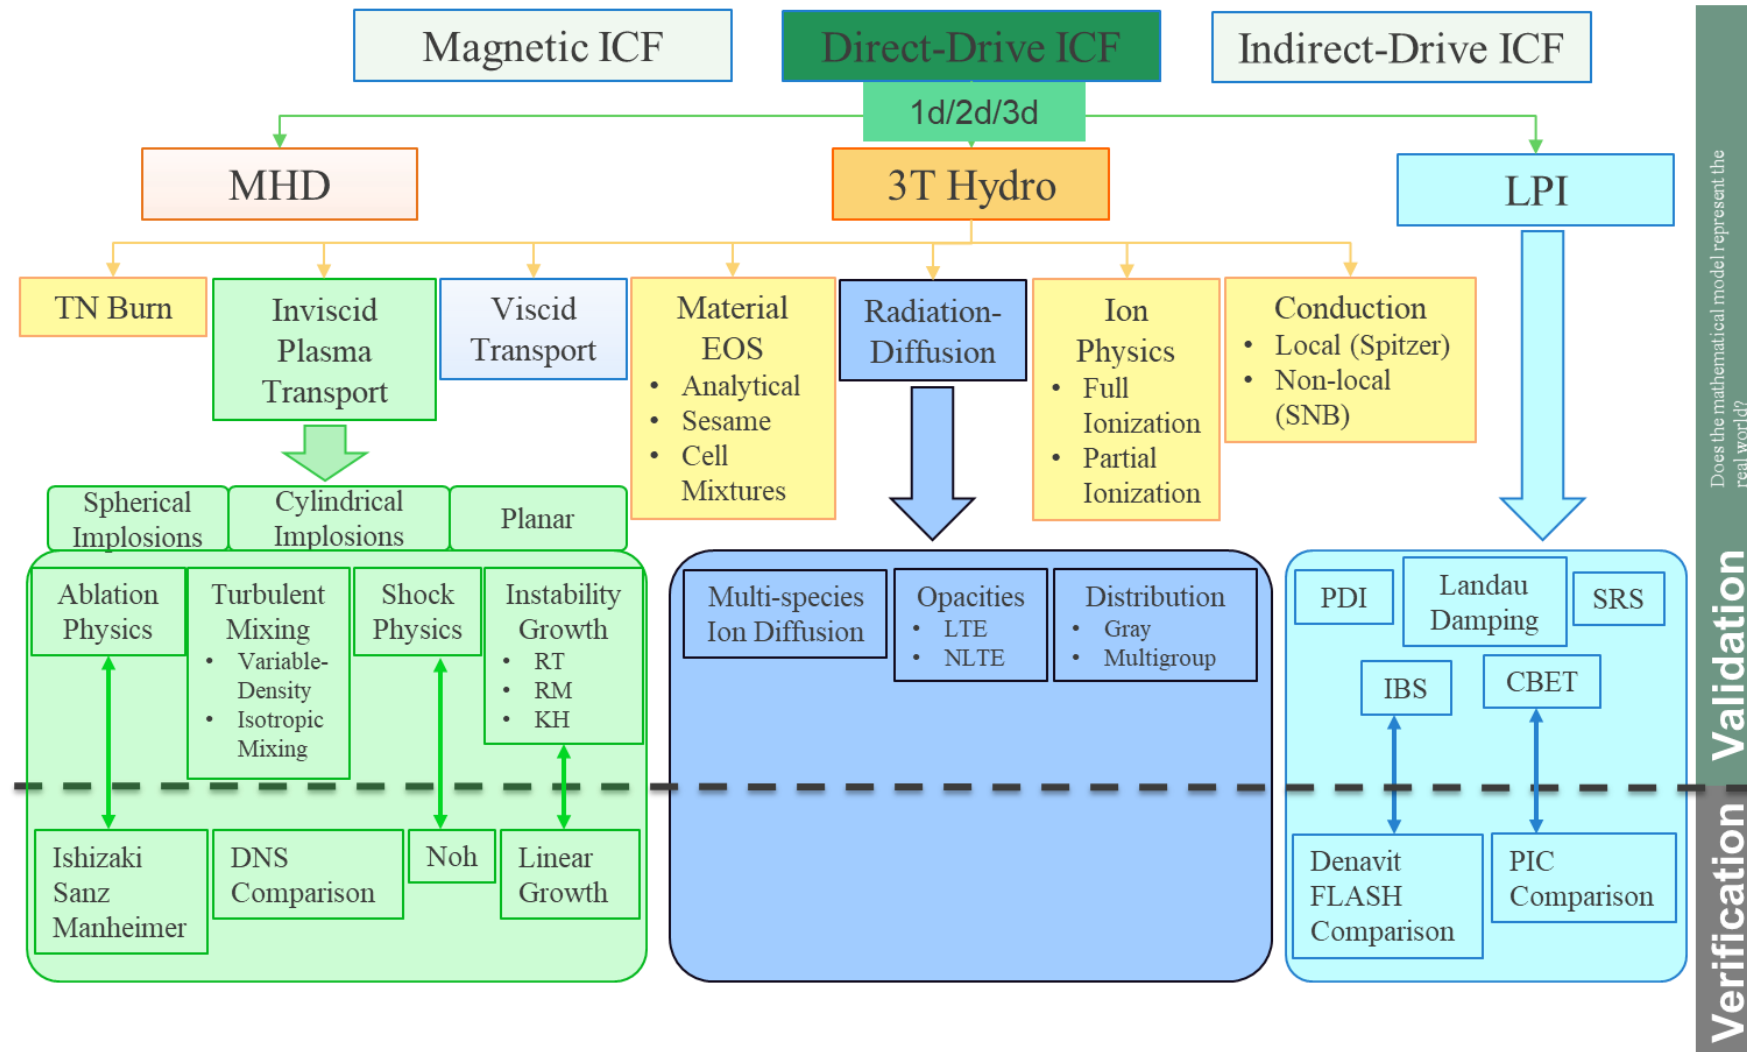 Magnetic ICF
Direct-Drive ICF
Indirect-Drive ICF
1d/2d/3d
MHD
3T Hydro
LPI
TN Burn
Inviscid
Plasma
Transport
Viscid
Transport
Material
EOS
• Analytical
• Sesame
• Cell
Mixtures
Radiation-
Diffusion
Ion
Physics
• Full
Ionization
• Partial
Ionization
Conduction
• Local (Spitzer)
• Non-local
(SNB)
Spherical
Implosions
Cylindrical
Implosions
Planar
Ablation
Physics
Turbulent
Mixing
• Variable-
Density
• Isotropic
Mixing
Shock
Physics
Instability
Growth
• RT
• RM
• KH
Multi-species
Ion Diffusion
Opacities
• LTE
• NLTE
Distribution
• Gray
• Multigroup
PDI
Landau
Damping
SRS
IBS
CBET
Ishizaki
Sanz
Manheimer
DNS
Comparison
Noh
Linear
Growth
Denavit
FLASH
Comparison
PIC
Comparison
Does the mathematical model represent the
real world?
Validation
Verification